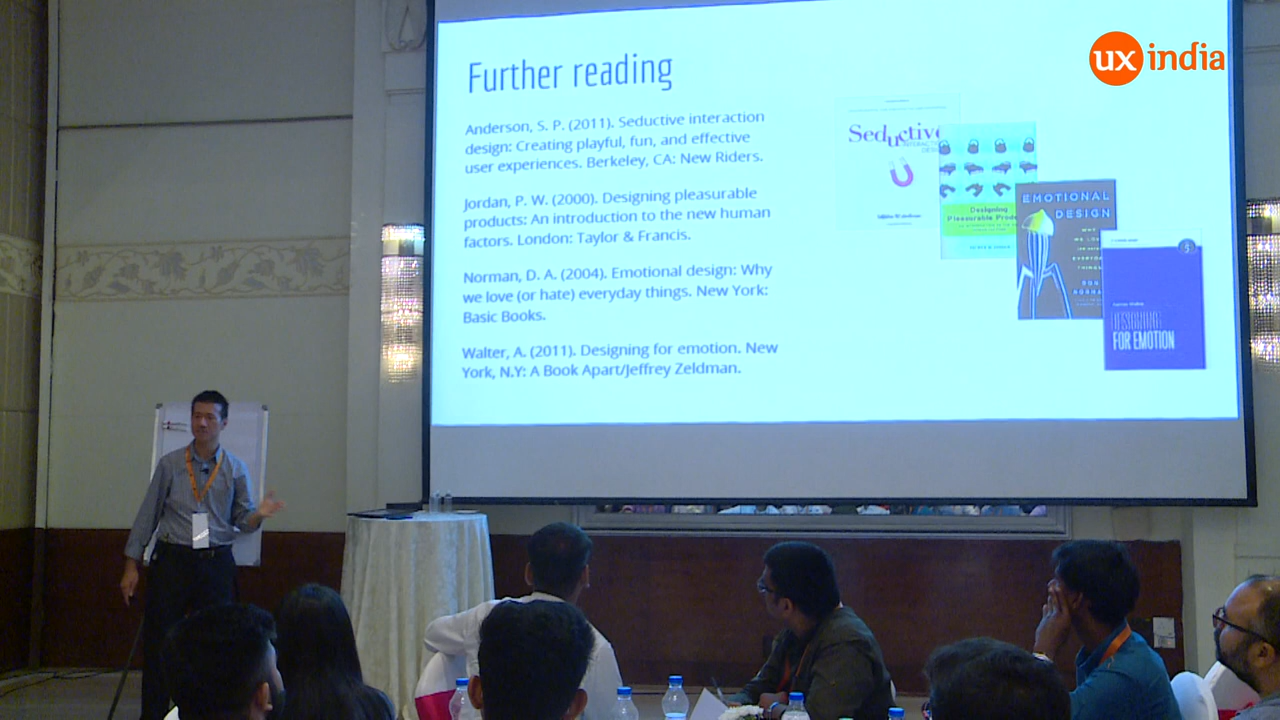 Further reading
Anderson, S. P. (2011). Seductive interaction
design: Creating playful, fun, and effective
user experiences. Berkeley, CA: New Riders.
Jordan, P. W. (2000). Designing pleasurable
products: An introduction to the new human
factors. London: Taylor & Francis.
Norman, D. A. (2004). Emotional design: Why
we love (or hate) everyday things. New York:
Basic Books.
Walter, A. (2011). Designing for emotion. New
York, N.Y: A Book Apart/Jeffrey Zeldman.
ux india
Seductive
Designing
Pleasurable
EMOTIONAL
DESIGN
DESIGNING
FOR EMOTION